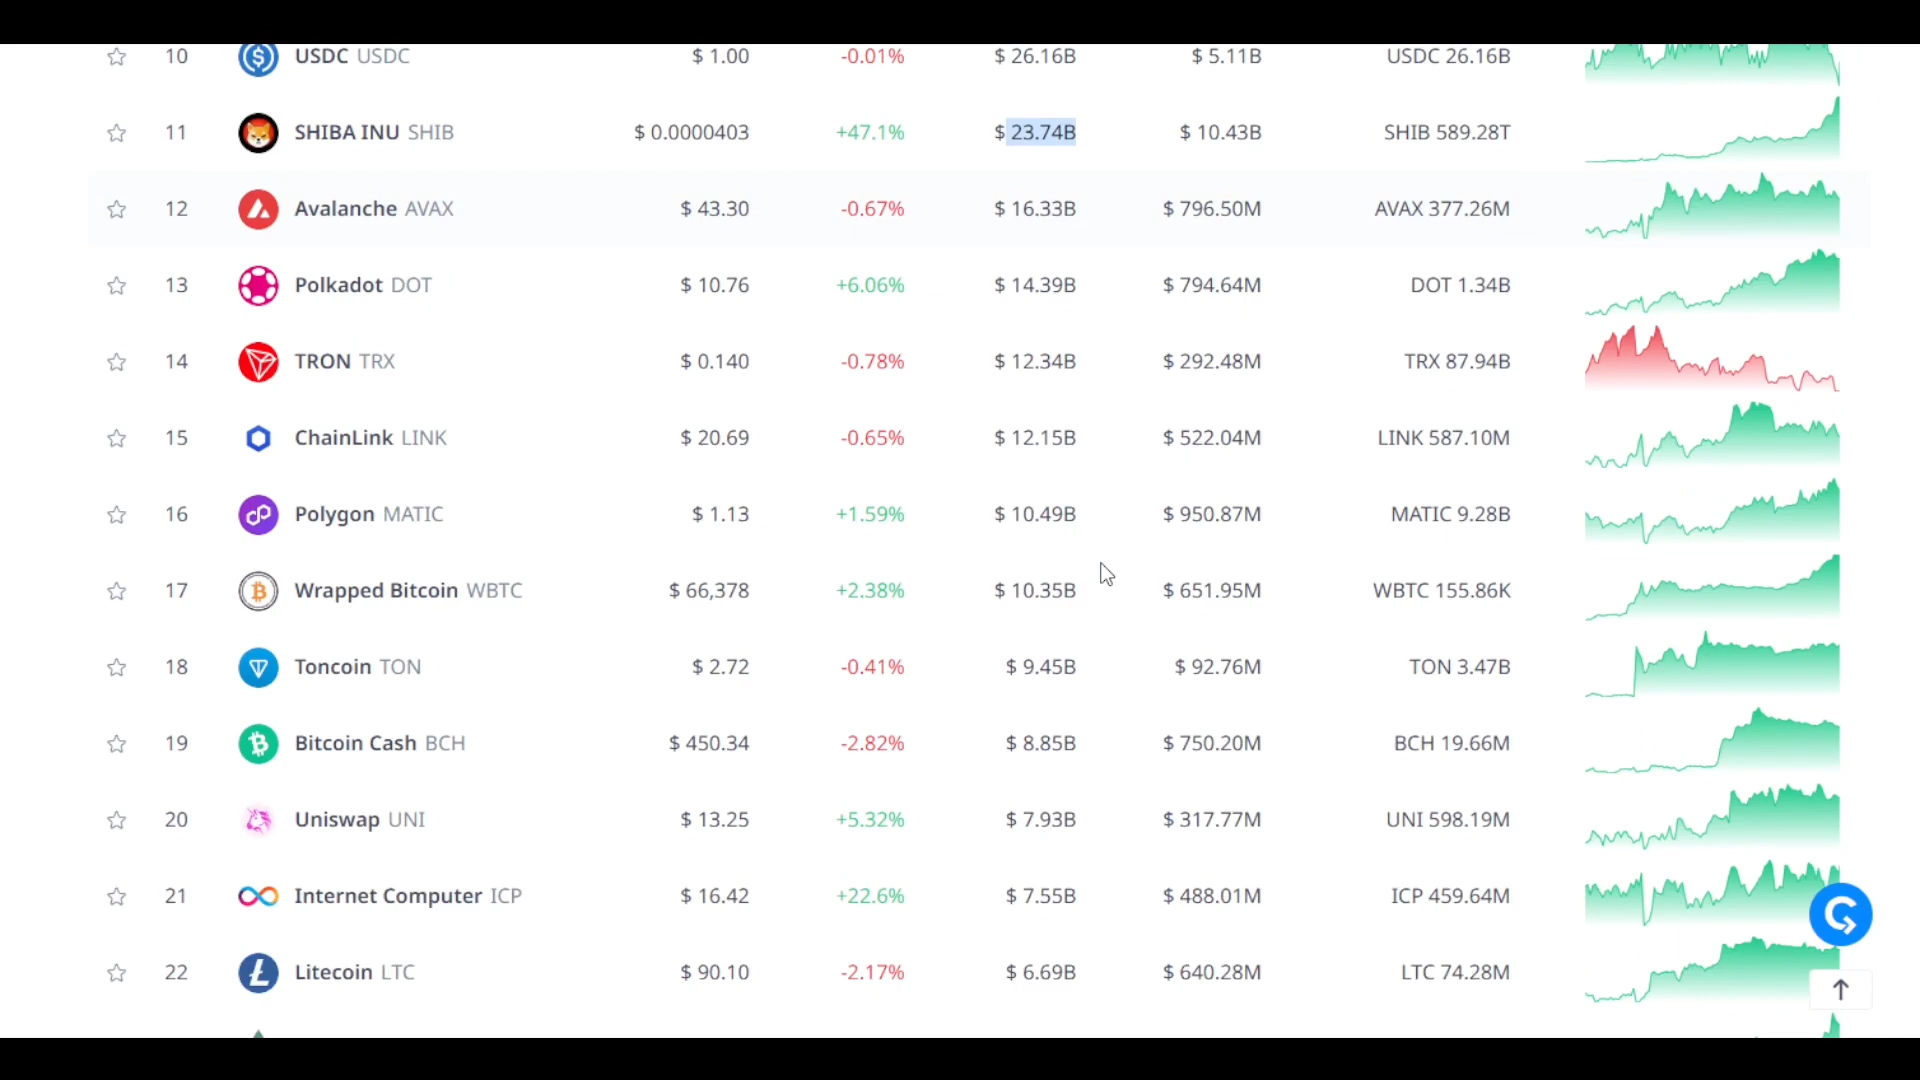 10 USDC USDC $ 1.00 -0.01% $ 26.16B $ 5.11B USDC 26.16B
11 SHIBA INU SHIB $ 0.0000403 +47.1% $ 23.74B $ 10.43B SHIB 589.28T
12 Avalanche AVAX $ 43.30 -0.67% $ 16.33B $ 796.50M AVAX 377.26M
13 Polkadot DOT $ 10.76 +6.06% $ 14.39B $ 794.64M DOT 1.34B
14 TRON TRX $ 0.140 -0.78% $ 12.34B $ 292.48M TRX 87.94B
15 ChainLink LINK $ 20.69 -0.65% $ 12.15B $ 522.04M LINK 587.10M
16 Polygon MATIC $ 1.13 +1.59% $ 10.49B $ 950.87M MATIC 9.28B
17 Wrapped Bitcoin WBTC $ 66,378 +2.38% $ 10.35B $ 651.95M WBTC 155.86K
18 Toncoin TON $ 2.72 -0.41% $ 9.45B $ 92.76M TON 3.47B
19 Bitcoin Cash BCH $ 450.34 -2.82% $ 8.85B $ 750.20M BCH 19.66M
20 Uniswap UNI $ 13.25 +5.32% $ 7.93B $ 317.77M UNI 598.19M
21 Internet Computer ICP $ 16.42 +22.6% $ 7.55B $ 488.01M ICP 459.64M
22 Litecoin LTC $ 90.10 -2.17% $ 6.69B $ 640.28M LTC 74.28M